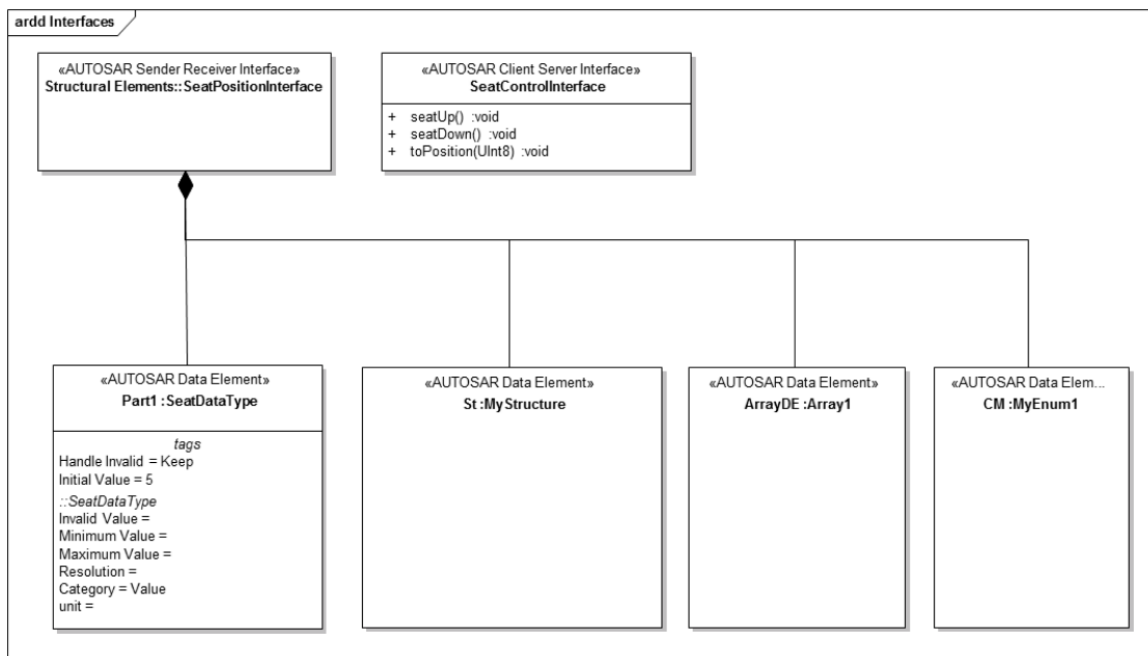 ardd Interfaces
«AUTOSAR Sender Receiver Interface»
Structural Elements::SeatPositionInterface
«AUTOSAR Client Server Interface»
SeatControlInterface
+ seatUp() :void
+ seatDown() :void
+ toPosition(UInt8) :void
«AUTOSAR Data Element»
Part1 :SeatDataType
tags
Handle Invalid = Keep
Initial Value = 5
::SeatDataType
Invalid Value =
Minimum Value =
Maximum Value =
Resolution =
Category = Value
unit =
«AUTOSAR Data Element»
St :MyStructure
«AUTOSAR Data Element»
ArrayDE :Array1
«AUTOSAR Data Elem...
CM :MyEnum1